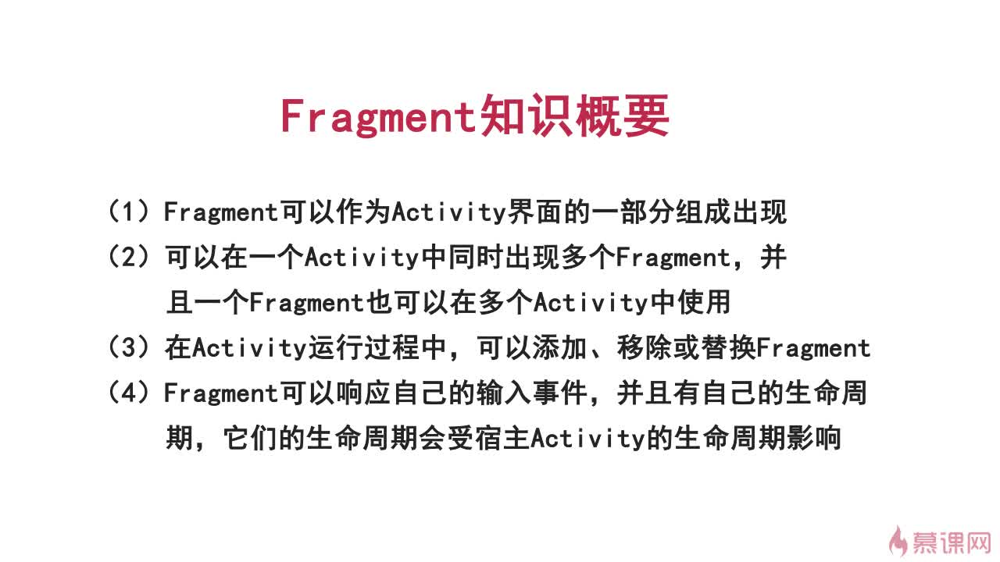 Fragment知识概要
（1）Fragment可以作为Activity界面的一部分组成出现
（2）可以在一个Activity中同时出现多个Fragment，并
且一个Fragment也可以在多个Activity中使用
（3）在Activity运行过程中，可以添加、移除或替换Fragment
（4）Fragment可以响应自己的输入事件，并且有自己的生命周
期，它们的生命周期会受宿主Activity的生命周期影响
慕课网